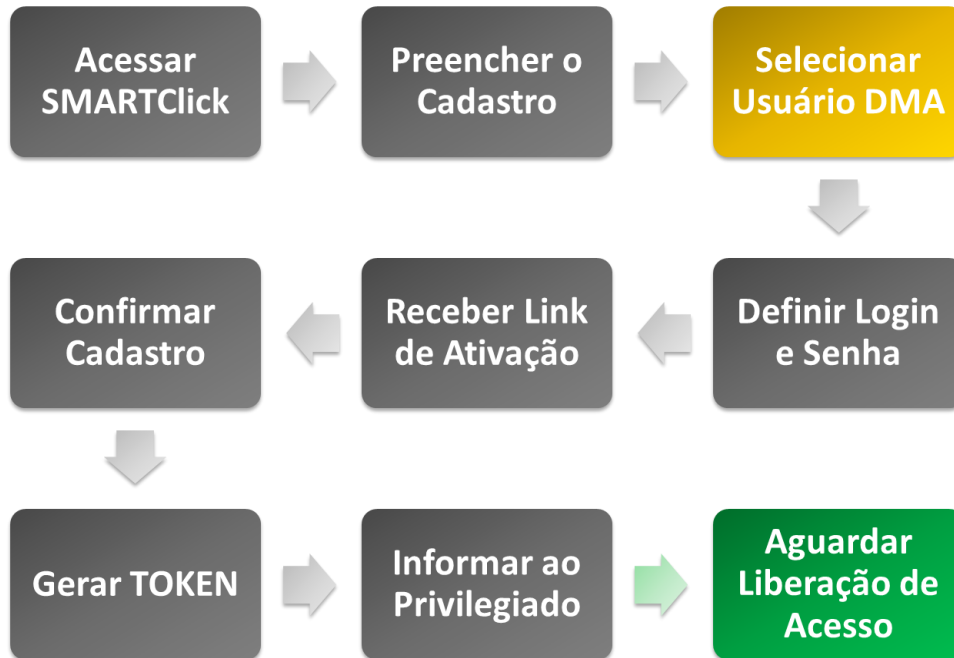 Acessar
SMARTClick
Preencher o
Cadastro
Selecionar
Usuário DMA
Definir Login
e Senha
Receber Link
de Ativação
Confirmar
Cadastro
Gerar TOKEN
Informar ao
Privilegiado
Aguardar
Liberação de
Acesso